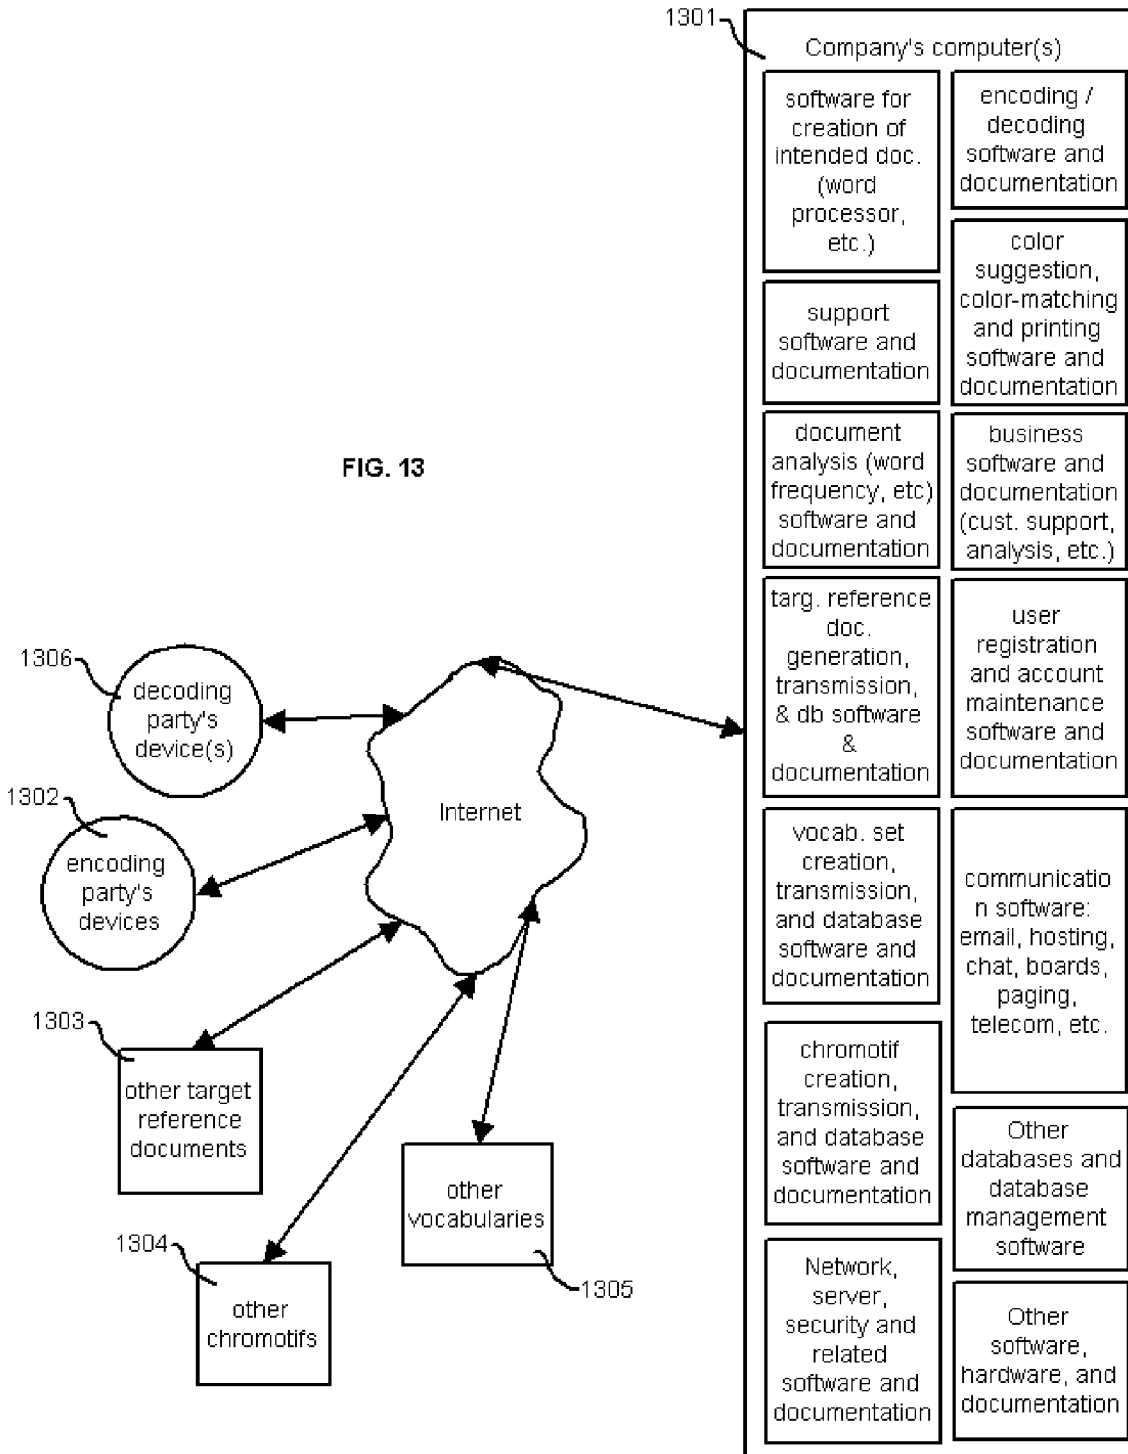 1301
Company's computer(s)
software for
creation of
intended doc.
(word
processor,
etc.)
support
software and
documentation
document
analysis (word
frequency, etc)
software and
documentation
targ. reference
doc.
generation,
transmission,
& db software
&
documentation
vocab. set
creation,
transmission,
and database
software and
documentation
chromotif
creation,
transmission,
and database
software and
documentation
Network,
server,
security and
related
software and
documentation
encoding /
decoding
software and
documentation
color
suggestion,
color-matching
and printing
software and
documentation
business
software and
documentation
(cust. support,
analysis, etc.)
user
registration
and account
maintenance
software and
documentation
communicatio
n software:
email, hosting,
chat, boards,
paging,
telecom, etc.
Other
databases and
database
management
software
Other
software,
hardware, and
documentation
FIG. 13
1306
decoding
party's
device(s)
1302
encoding
party's
devices
Internet
1303
other target
reference
documents
1304
other
chromotifs
other
vocabularies
1305